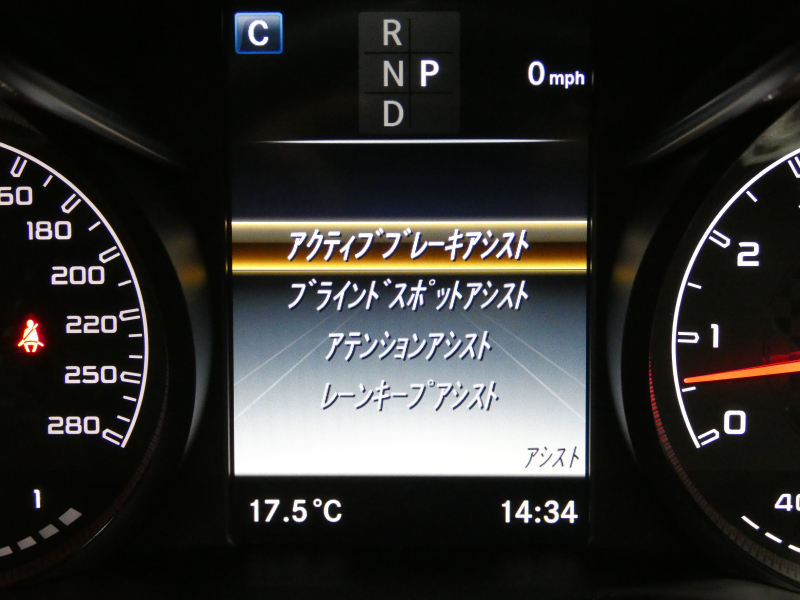 C
R
N P
D
0 mph
アクティブブレーキアシスト
ブラインドスポットアシスト
アテンションアシスト
レーンキープアシスト
アシスト
17.5°C
14:34
60
180
200
220
250
280
1
2
1
0
40